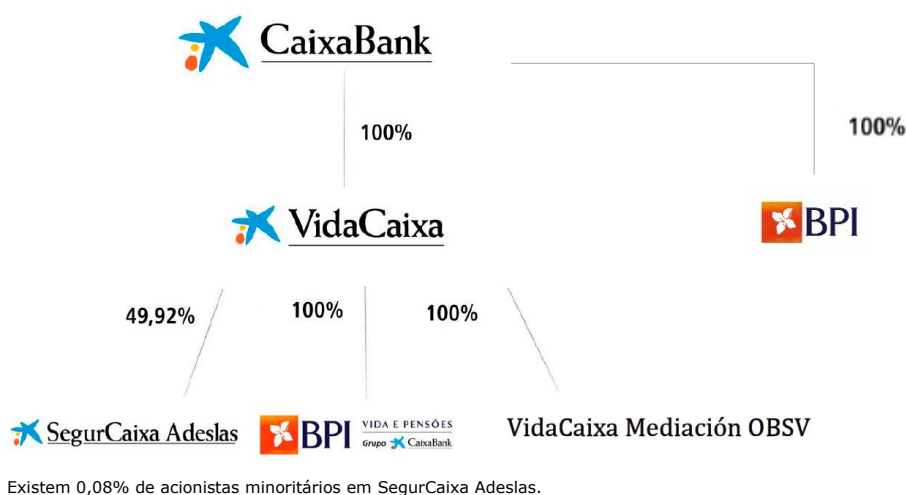 CaixaBank
100%
100%
VidaCaixa
BPI
49,92%
100%
100%
SegurCaixa Adeslas
BPI VIDA E PENSÕES
Grupo CaixaBank
VidaCaixa Mediación OBSV
Existem 0,08% de acionistas minoritários em SegurCaixa Adeslas.